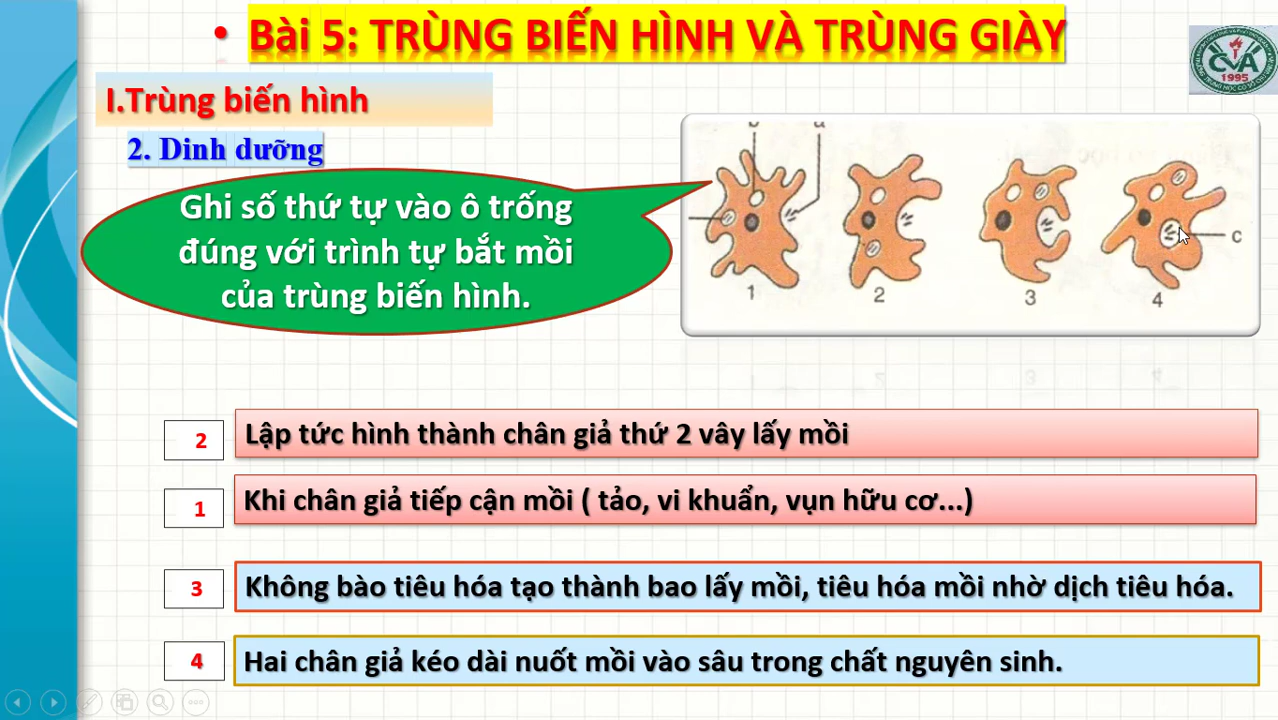 • Bài 5: TRÙNG BIẾN HÌNH VÀ TRÙNG GIÀY
CVA
1995
I.Trùng biến hình
2. Dinh dưỡng
Ghi số thứ tự vào ô trống
đúng với trình tự bắt mồi
của trùng biến hình.
b a
c
1 2 3 4
2 Lập tức hình thành chân giả thứ 2 vây lấy mồi
1 Khi chân giả tiếp cận mồi ( tảo, vi khuẩn, vụn hữu cơ...)
3 Không bào tiêu hóa tạo thành bao lấy mồi, tiêu hóa mồi nhờ dịch tiêu hóa.
4 Hai chân giả kéo dài nuốt mồi vào sâu trong chất nguyên sinh.